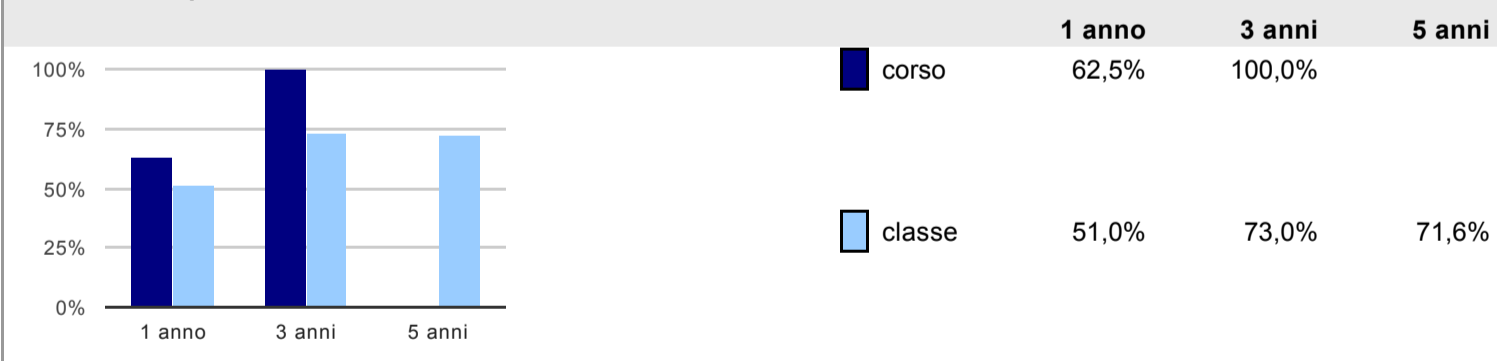 1 anno 3 anni 5 anni
100%
75%
50%
25%
0%
1 anno 3 anni 5 anni
corso 62,5% 100,0%
classe 51,0% 73,0% 71,6%